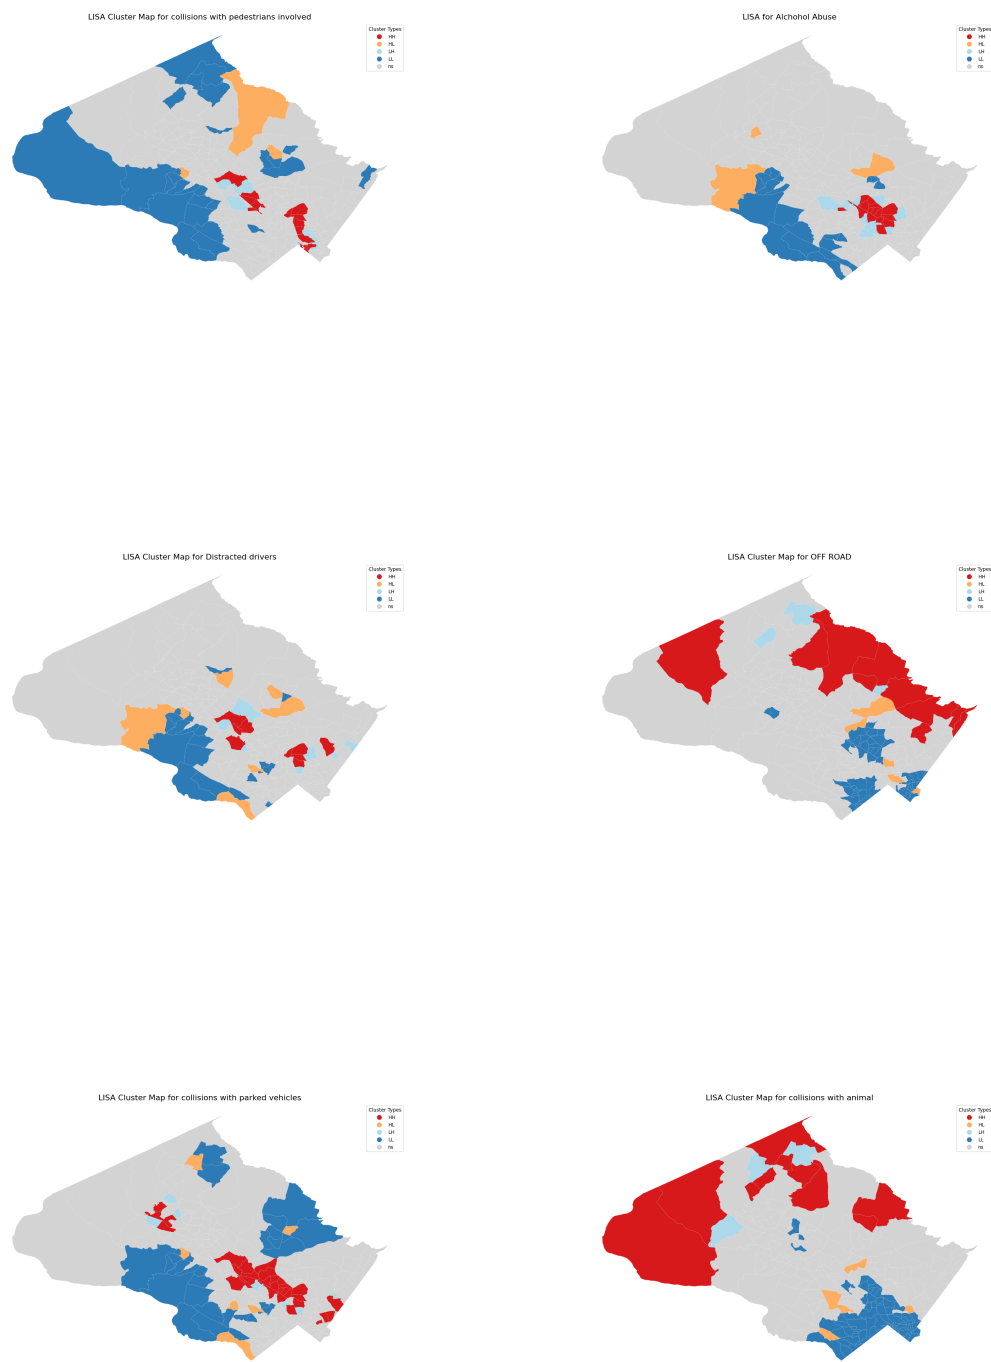 LISA Cluster Map for collisions with pedestrians involved
Cluster Types
HH
HL
LH
LL
ns
LISA for Alchohol Abuse
Cluster Types
HH
HL
LH
LL
ns
LISA Cluster Map for Distracted drivers
Cluster Types
HH
HL
LH
LL
ns
LISA Cluster Map for OFF ROAD
Cluster Types
HH
HL
LH
LL
ns
LISA Cluster Map for collisions with parked vehicles
Cluster Types
HH
HL
LH
LL
ns
LISA Cluster Map for collisions with animal
Cluster Types
HH
HL
LH
LL
ns